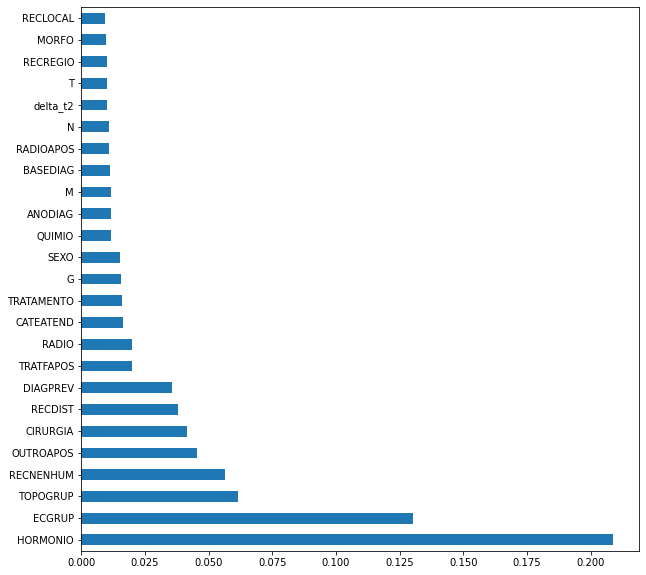 RECLOCAL
MORFO
RECREGIO
T
delta_t2
N
RADIOAPOS
BASEDIAG
M
ANODIAG
QUIMIO
SEXO
G
TRATAMENTO
CATEATEND
RADIO
TRATFAPOS
DIAGPREV
RECDIST
CIRURGIA
OUTROAPOS
RECNENHUM
TOPOGRUP
ECGRUP
HORMONIO
0.000 0.025 0.050 0.075 0.100 0.125 0.150 0.175 0.200